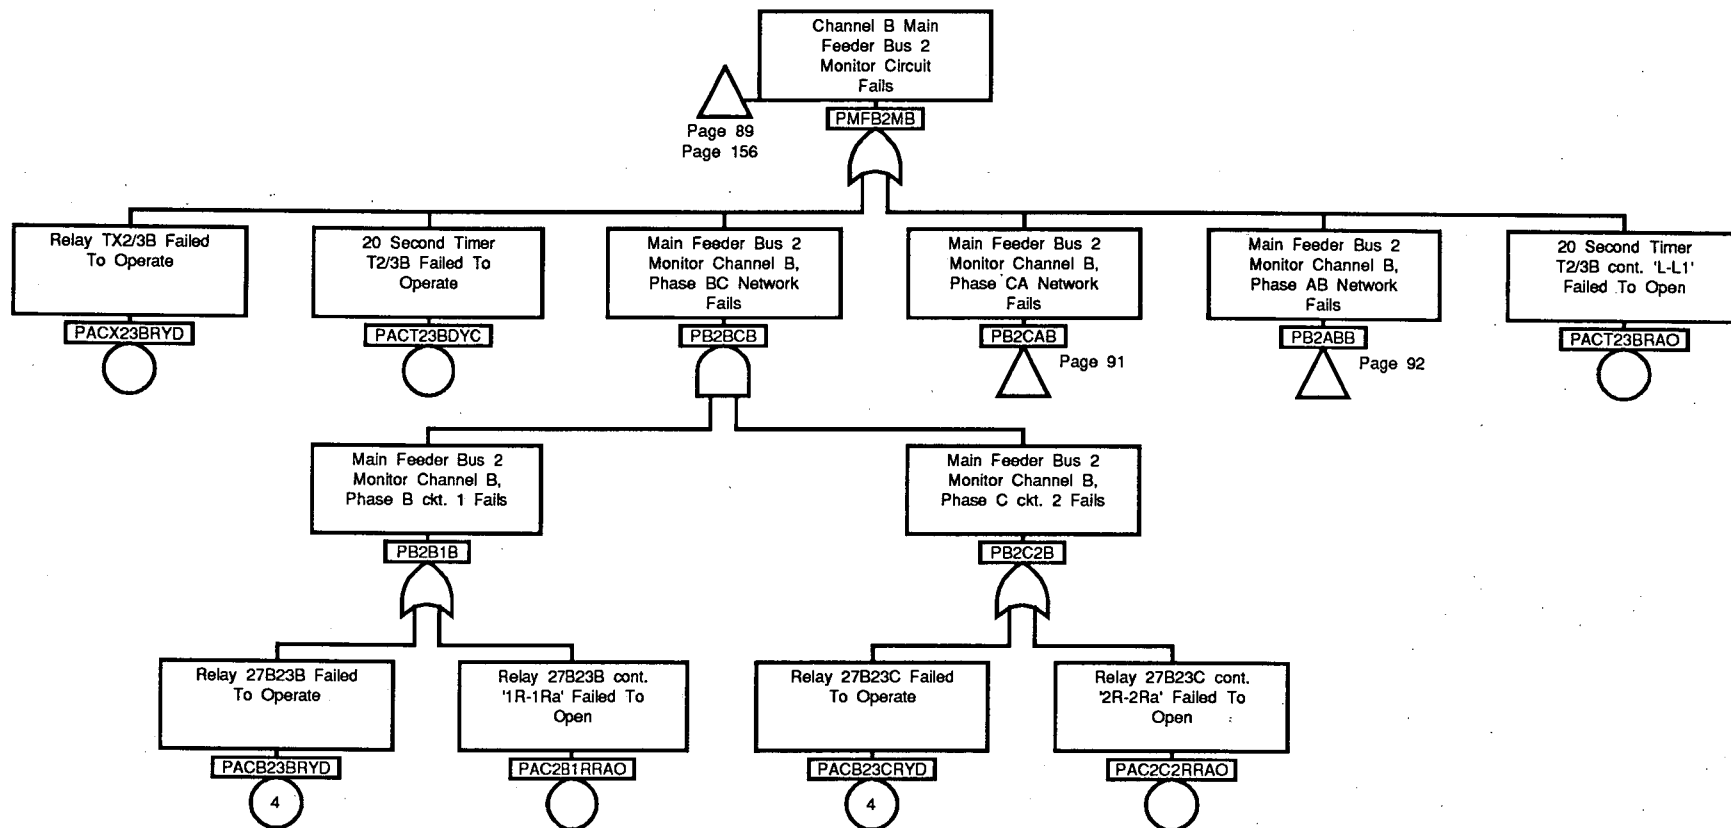 Channel B Main
Feeder Bus 2
Monitor Circuit
Fails
PMFB2MB
Page 89
Page 156
Relay TX2/3B Failed
To Operate
PACX23BRYD
20 Second Timer
T2/3B Failed To
Operate
PACT23BDYC
Main Feeder Bus 2
Monitor Channel B,
Phase BC Network
Fails
PB2BCB
Main Feeder Bus 2
Monitor Channel B,
Phase CA Network
Fails
PB2CAB
Page 91
Main Feeder Bus 2
Monitor Channel B,
Phase AB Network
Fails
PB2ABB
Page 92
20 Second Timer
T2/3B cont. 'L-L1'
Failed To Open
PACT23BRAO
Main Feeder Bus 2
Monitor Channel B,
Phase B ckt. 1 Fails
PB2B1B
Main Feeder Bus 2
Monitor Channel B,
Phase C ckt. 2 Fails
PB2C2B
Relay 27B23B Failed
To Operate
PACB23BRYD
4
Relay 27B23B cont.
'1R-1Ra' Failed To
Open
PAC2B1RRAO
Relay 27B23C Failed
To Operate
PACB23CRYD
4
Relay 27B23C cont.
'2R-2Ra' Failed To
Open
PAC2C2RRAO